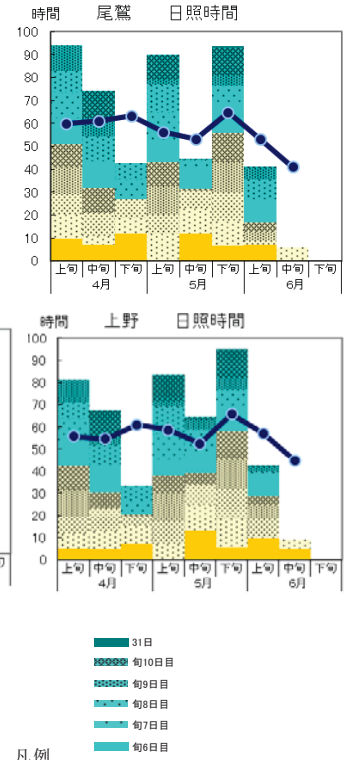 時間 尾鷲 日照時間
100
90
80
70
60
50
40
30
20
10
0
上旬 中旬 下旬 上旬 中旬 下旬 上旬 中旬 下旬
4月 5月 6月
時間 上野 日照時間
100
90
80
70
60
50
40
30
20
10
0
上旬 中旬 下旬 上旬 中旬 下旬 上旬 中旬 下旬
4月 5月 6月
31日
旬10日目
旬9日目
旬8日目
旬7日目
旬6日目
凡例